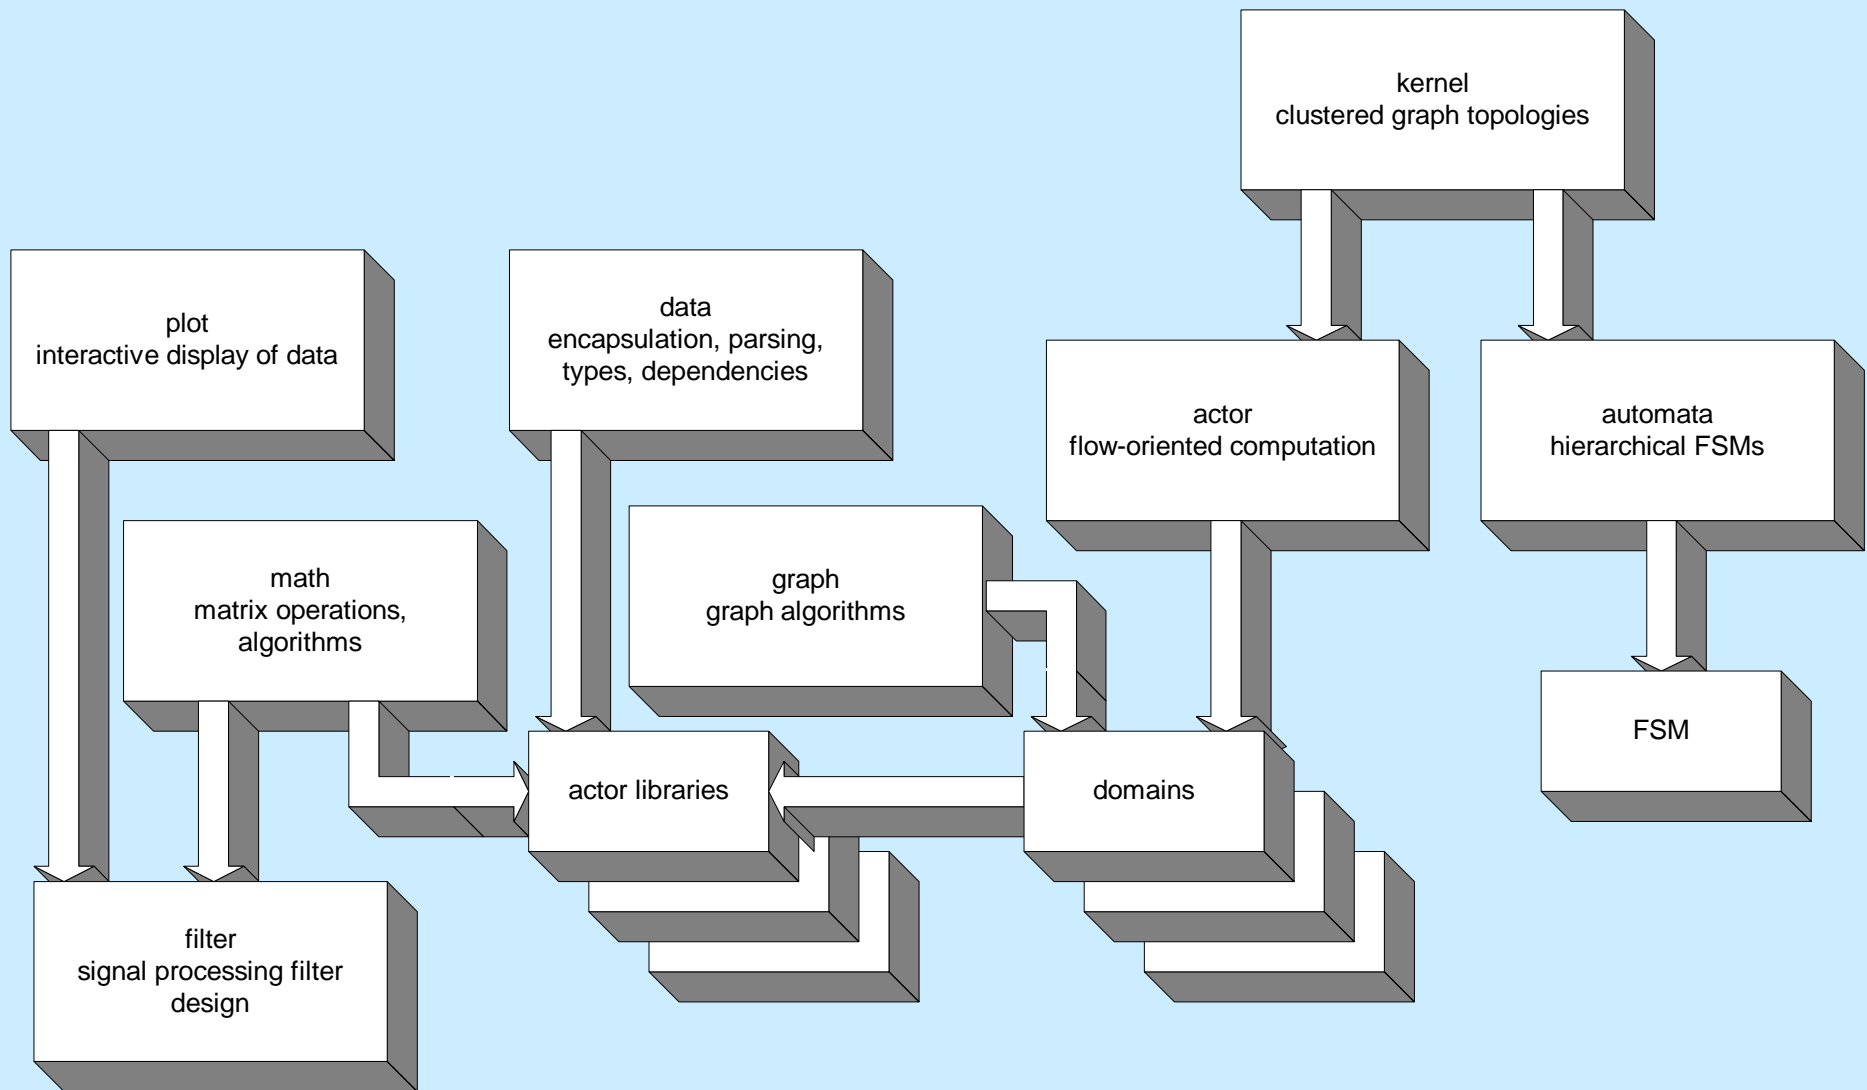 kernel
clustered graph topologies
plot
interactive display of data
data
encapsulation, parsing,
types, dependencies
actor
flow-oriented computation
automata
hierarchical FSMs
math
matrix operations,
algorithms
graph
graph algorithms
FSM
actor libraries
domains
filter
signal processing filter
design